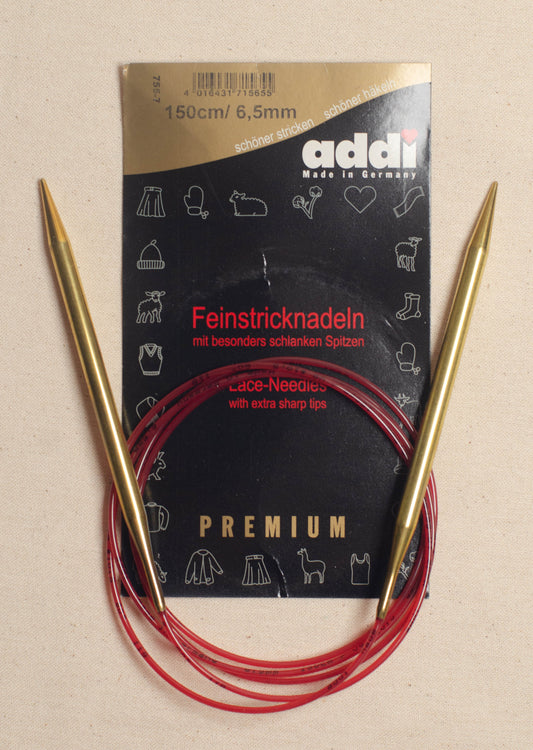 755-7
4 016431 715655
150cm/ 6,5mm
schöner stricken schöner häkeln
addi
Made in Germany
Feinstricknadeln
mit besonders schlanken Spitzen
Lace-Needles
with extra sharp tips
PREMIUM